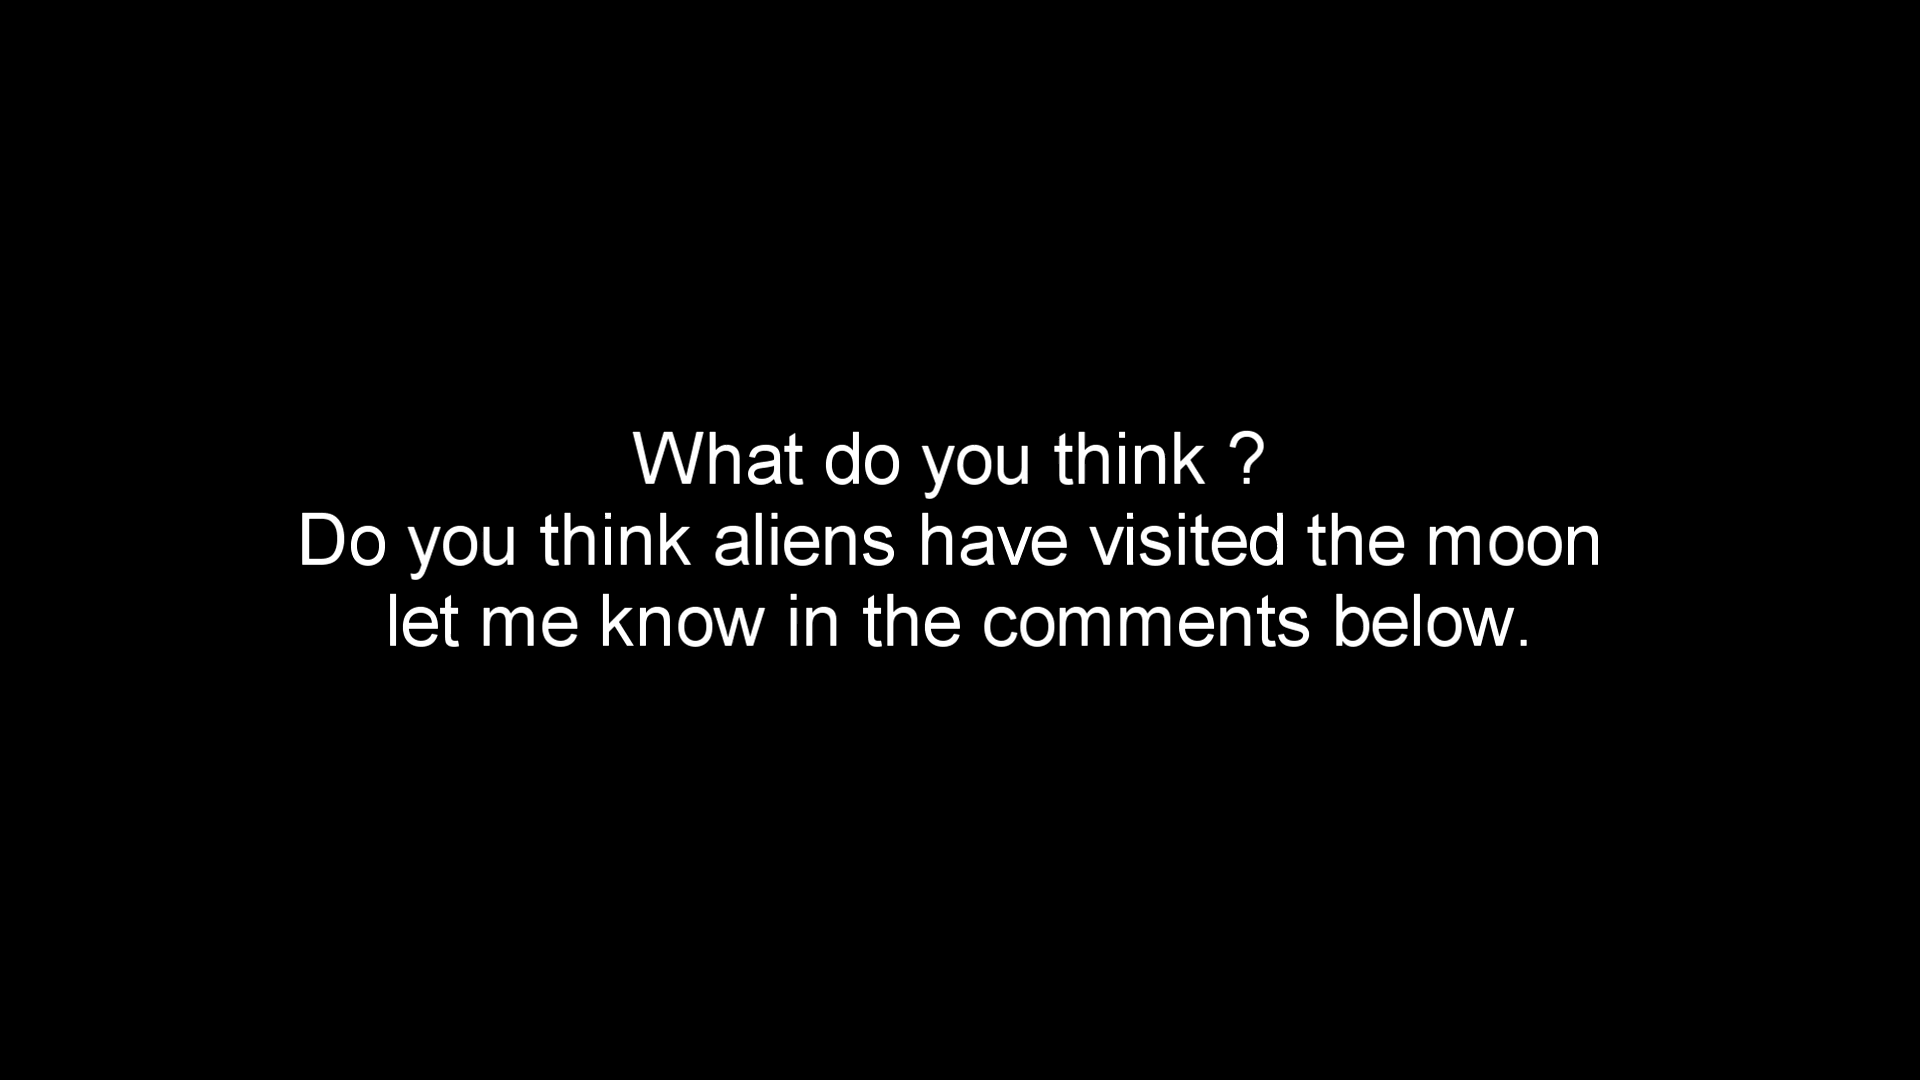 What do you think ?
Do you think aliens have visited the moon
let me know in the comments below.